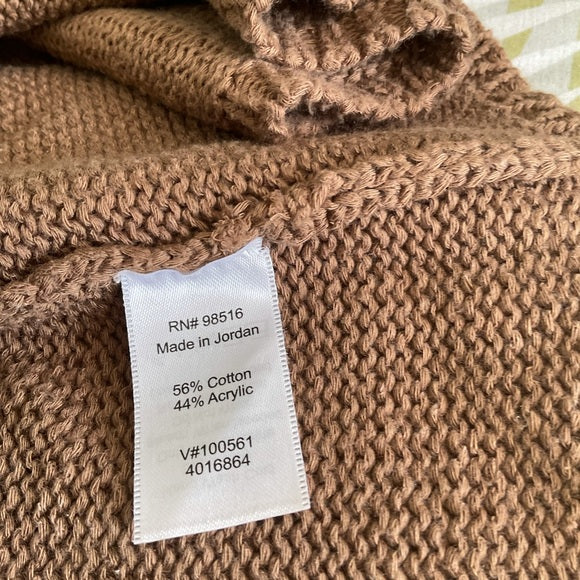 RN# 98516
Made in Jordan
56% Cotton
44% Acrylic
V#100561
4016864